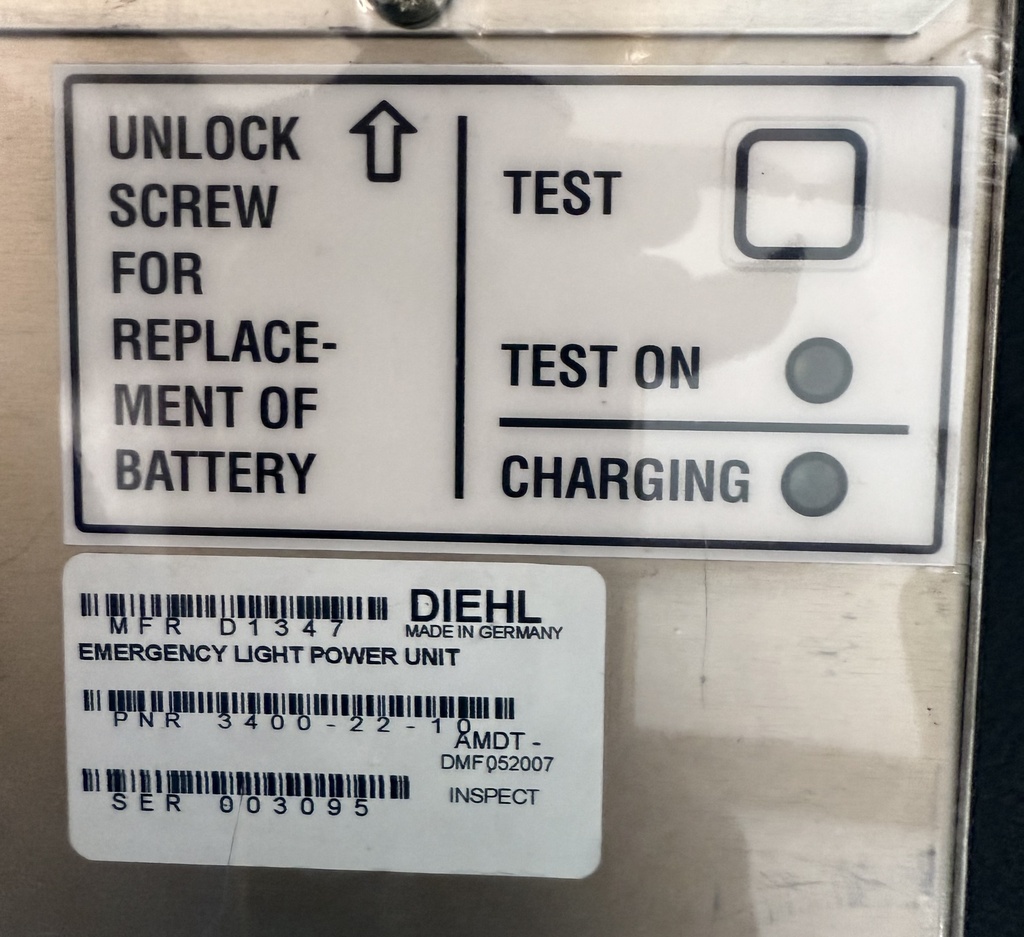 UNLOCK
SCREW
FOR
REPLACE-
MENT OF
BATTERY
TEST
TEST ON
CHARGING
MFR D1347
DIEHL
MADE IN GERMANY
EMERGENCY LIGHT POWER UNIT
PNR 3400-22-10
AMDT -
DMF052007
SER 003095
INSPECT